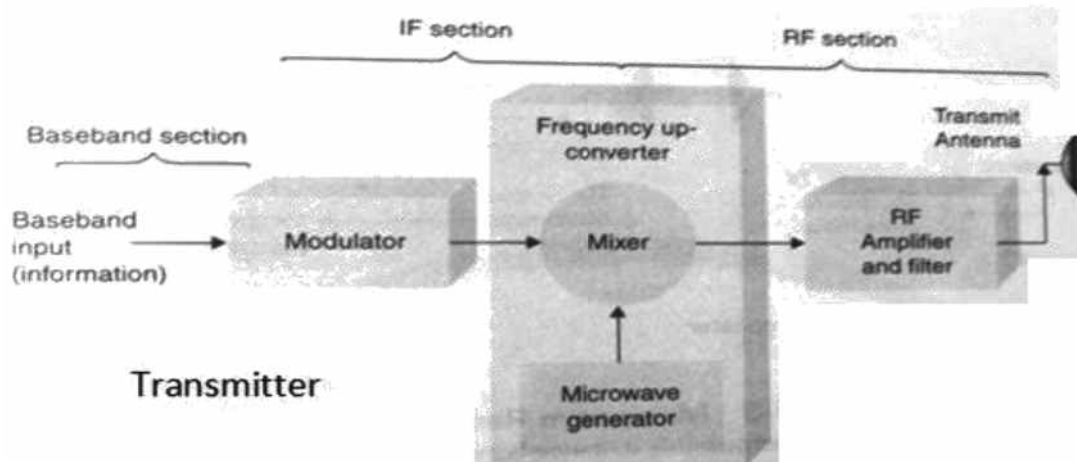 IF section
RF section
Baseband section
Frequency up-
converter
Transmit
Antenna
Baseband
input
(information)
Modulator
Mixer
RF
Amplifier
and filter
Transmitter
Microwave
generator